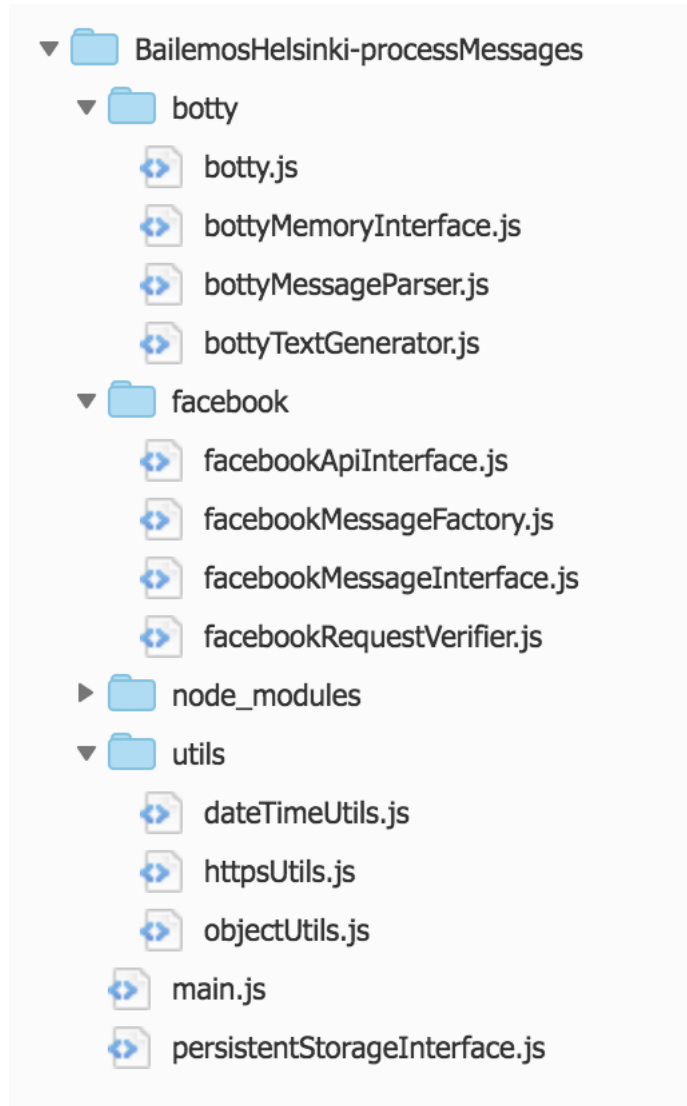 BailemosHelsinki-processMessages
botty
botty.js
bottyMemoryInterface.js
bottyMessageParser.js
bottyTextGenerator.js
facebook
facebookApiInterface.js
facebookMessageFactory.js
facebookMessageInterface.js
facebookRequestVerifier.js
node_modules
utils
dateTimeUtils.js
httpsUtils.js
objectUtils.js
main.js
persistentStorageInterface.js